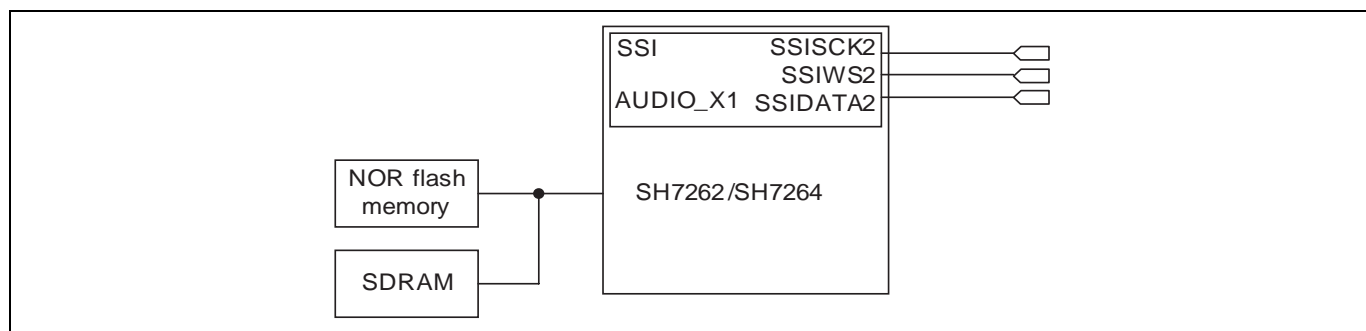 SSI SSISCK2
SSIWS2
AUDIO_X1 SSIDATA2
NOR flash
memory
SH7262/SH7264
SDRAM